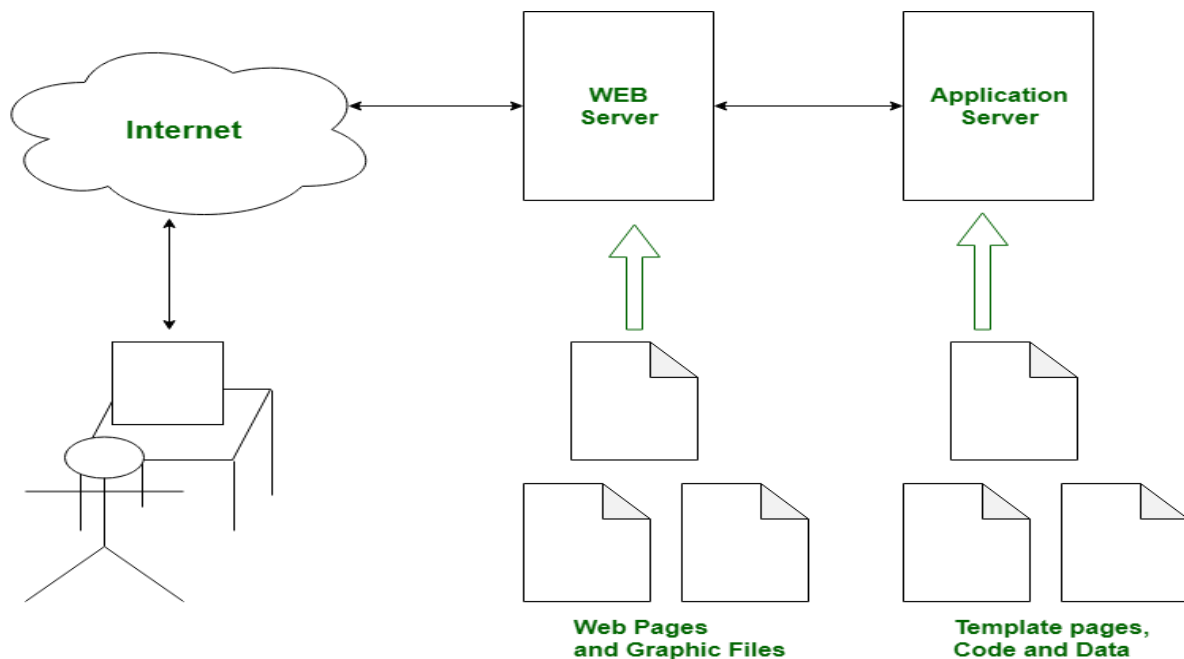 Internet
WEB
Server
Application
Server
Web Pages
and Graphic Files
Template pages,
Code and Data